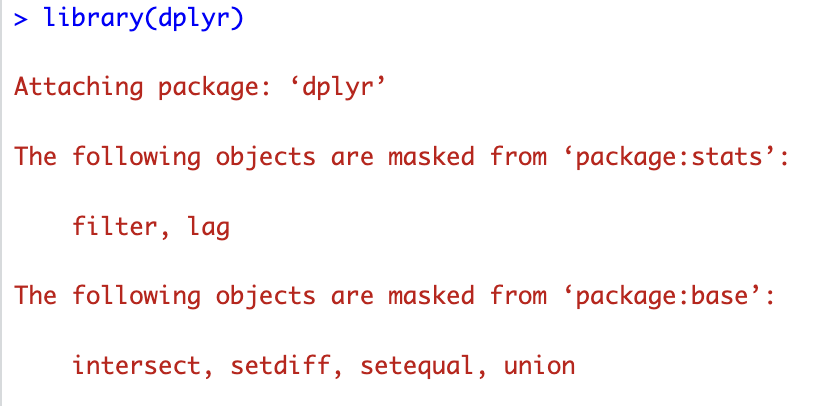 > library(dplyr)
Attaching package: ‘dplyr’
The following objects are masked from ‘package:stats’:
filter, lag
The following objects are masked from ‘package:base’:
intersect, setdiff, setequal, union